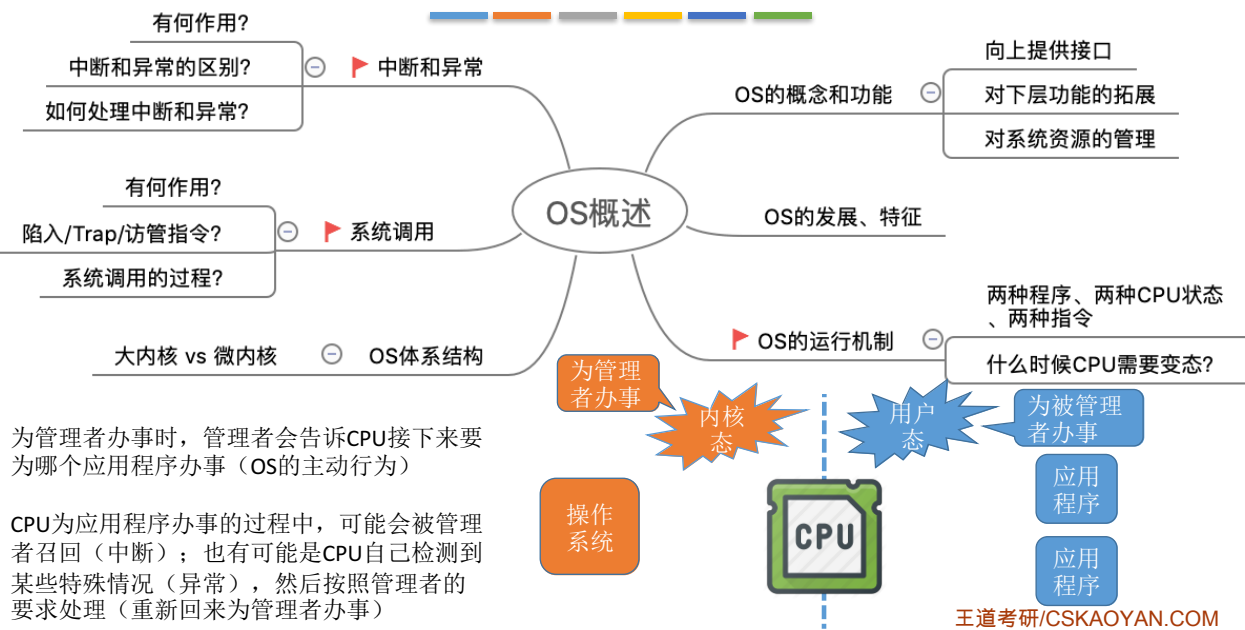 有何作用?
中断和异常的区别?
如何处理中断和异常?
中断和异常
有何作用?
陷入/Trap/访管指令?
系统调用的过程?
系统调用
大内核 vs 微内核
OS体系结构
OS概述
OS的概念和功能
向上提供接口
对下层功能的拓展
对系统资源的管理
OS的发展、特征
OS的运行机制
两种程序、两种CPU状态
、两种指令
什么时候CPU需要变态?
为管理
者办事
内核
态
用户
态
为被管理
者办事
为管理者办事时，管理者会告诉CPU接下来要
为哪个应用程序办事（OS的主动行为）
CPU为应用程序办事的过程中，可能会被管理
者召回（中断）；也有可能是CPU自己检测到
某些特殊情况（异常），然后按照管理者的
要求处理（重新回来为管理者办事）
操作
系统
CPU
应用
程序
应用
程序
王道考研/CSKAOYAN.COM